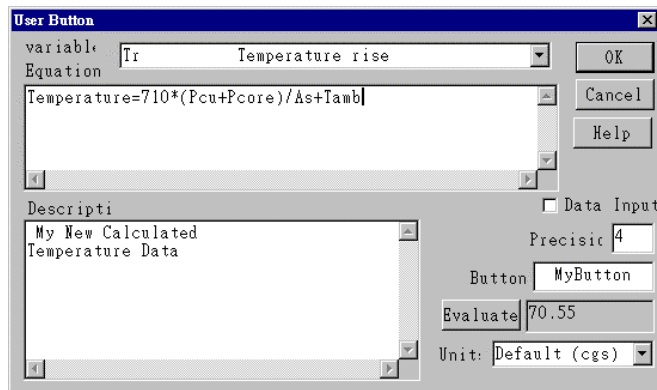 User Button
variable
Tr Temperature rise
OK
Equation
Temperature=710*(Pcu+Pcore)/As+Tamb
Cancel
Help
Descripti
Data Input
My New Calculated
Temperature Data
Precisic 4
Button MyButton
Evaluate 70.55
Unit: Default (cgs)